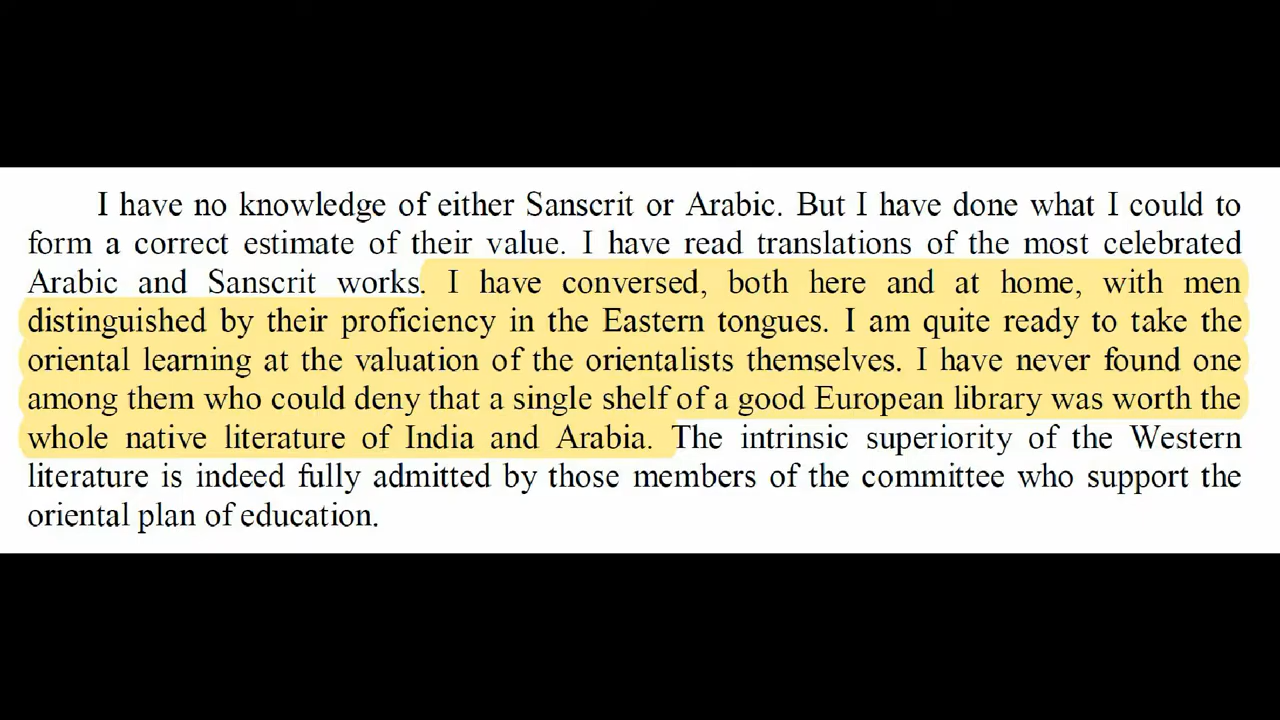 I have no knowledge of either Sanscrit or Arabic. But I have done what I could to
form a correct estimate of their value. I have read translations of the most celebrated
Arabic and Sanscrit works. I have conversed, both here and at home, with men
distinguished by their proficiency in the Eastern tongues. I am quite ready to take the
oriental learning at the valuation of the orientalists themselves. I have never found one
among them who could deny that a single shelf of a good European library was worth the
whole native literature of India and Arabia. The intrinsic superiority of the Western
literature is indeed fully admitted by those members of the committee who support the
oriental plan of education.